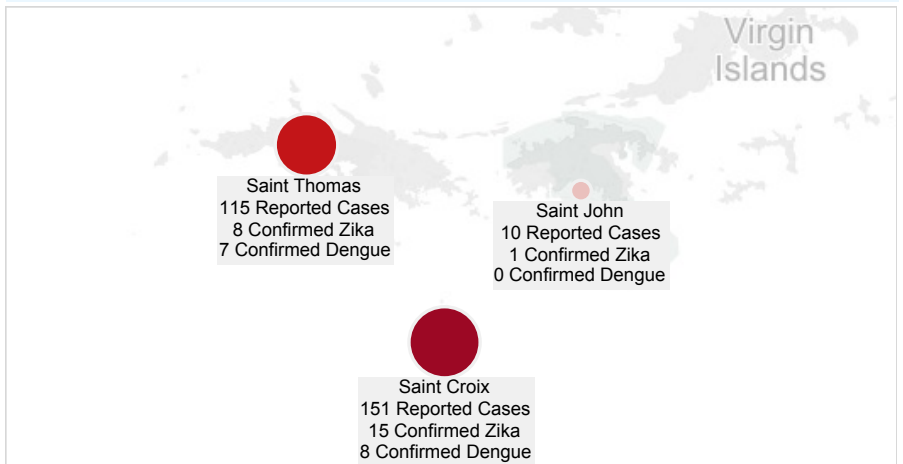 Virgin
Islands
Saint Thomas
115 Reported Cases
8 Confirmed Zika
7 Confirmed Dengue
Saint John
10 Reported Cases
1 Confirmed Zika
0 Confirmed Dengue
Saint Croix
151 Reported Cases
15 Confirmed Zika
8 Confirmed Dengue